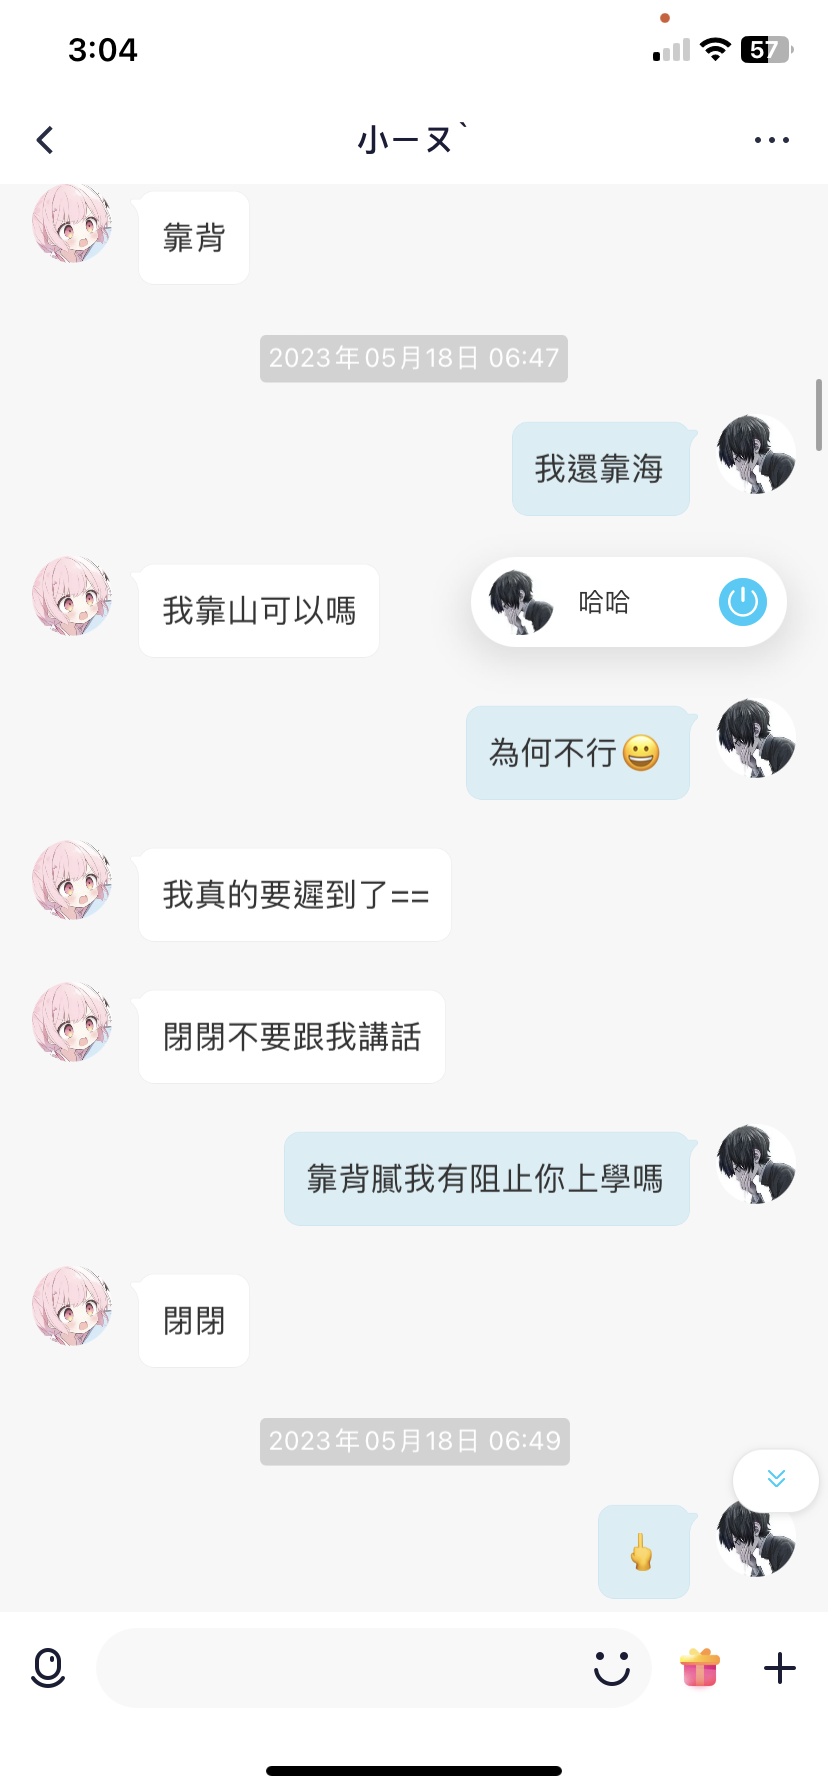 3:04
57
小ㄧㄡˋ
靠背
2023年05月18日 06:47
我還靠海
我靠山可以嗎
哈哈
為何不行😀
我真的要遲到了==
閉閉不要跟我講話
靠背膩我有阻止你上學嗎
閉閉
2023年05月18日 06:49
🖕